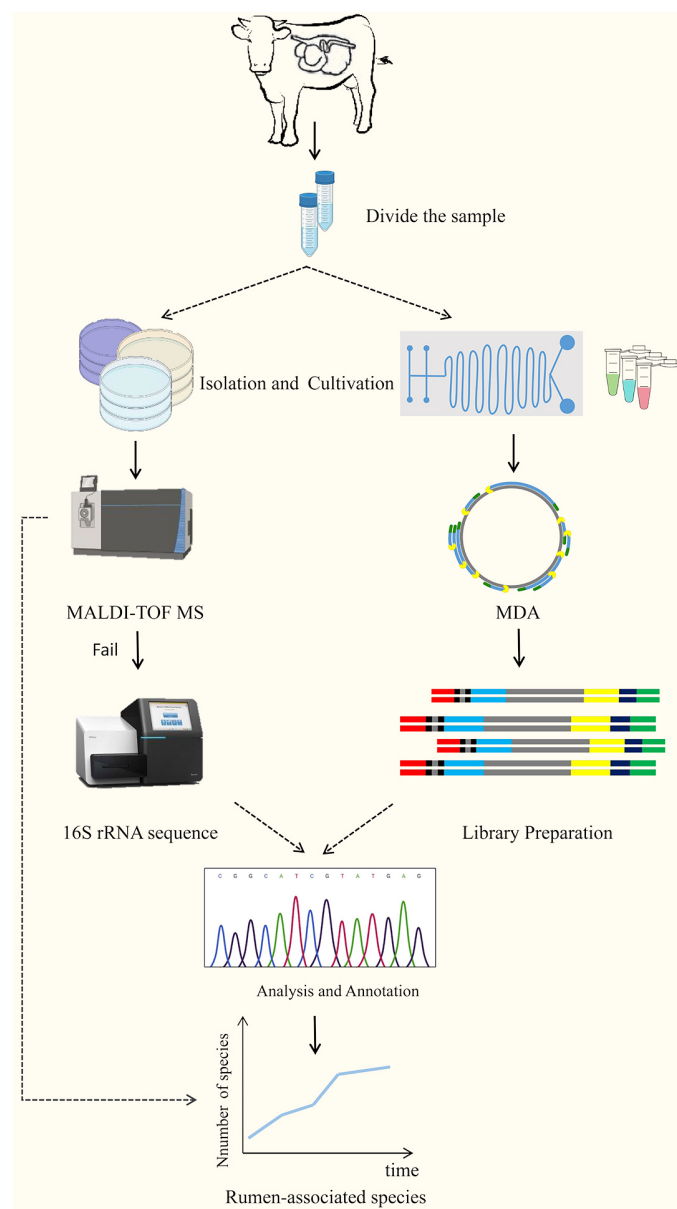 Divide the sample
Isolation and Cultivation
MALDI-TOF MS
MDA
Fail
16S rRNA sequence
Library Preparation
C G G C A T C G T A T G A G
Analysis and Annotation
Nnumber of species
time
Rumen-associated species